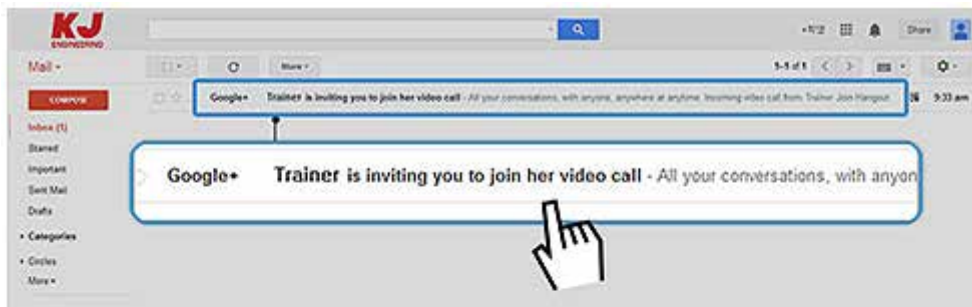 KJ
ENGINEERING
Share
Mail
More
1-1 of 1
COMPOSE
Google+ Trainer is inviting you to join her video call - All your conversations, with anyone, anywhere at anytime. Incoming video call from Trainer Join Hangout 9:33 am
Inbox (1)
Starred
Important
Sent Mail
Drafts
Categories
Circles
More
Google+ Trainer is inviting you to join her video call - All your conversations, with anyon